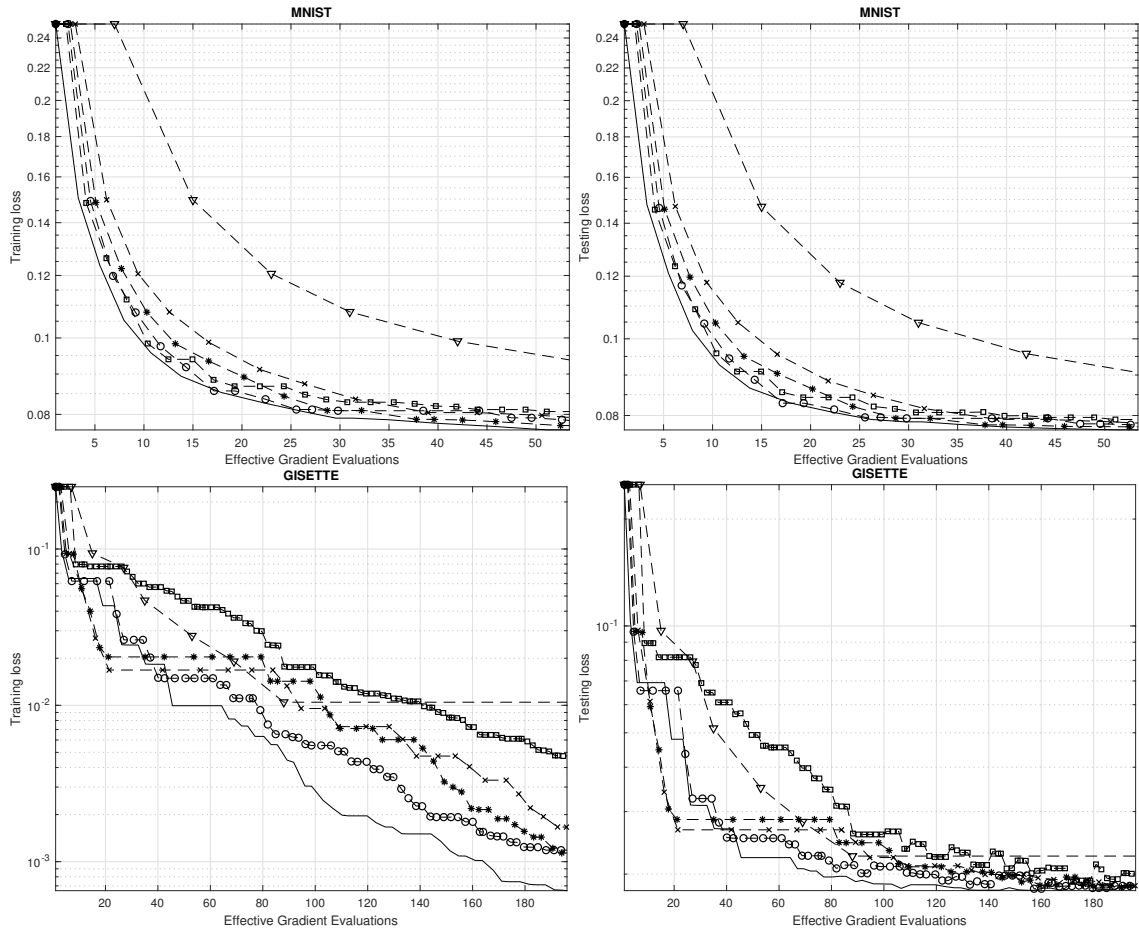 MNIST
0.24
0.22
0.2
0.18
0.16
0.14
0.12
0.1
0.08
Training loss
5 10 15 20 25 30 35 40 45 50
Effective Gradient Evaluations
MNIST
0.24
0.22
0.2
0.18
0.16
0.14
0.12
0.1
0.08
Testing loss
5 10 15 20 25 30 35 40 45 50
Effective Gradient Evaluations
GISETTE
10-1
10-2
10-3
Training loss
20 40 60 80 100 120 140 160 180
Effective Gradient Evaluations
GISETTE
10-1
Testing loss
20 40 60 80 100 120 140 160 180
Effective Gradient Evaluations